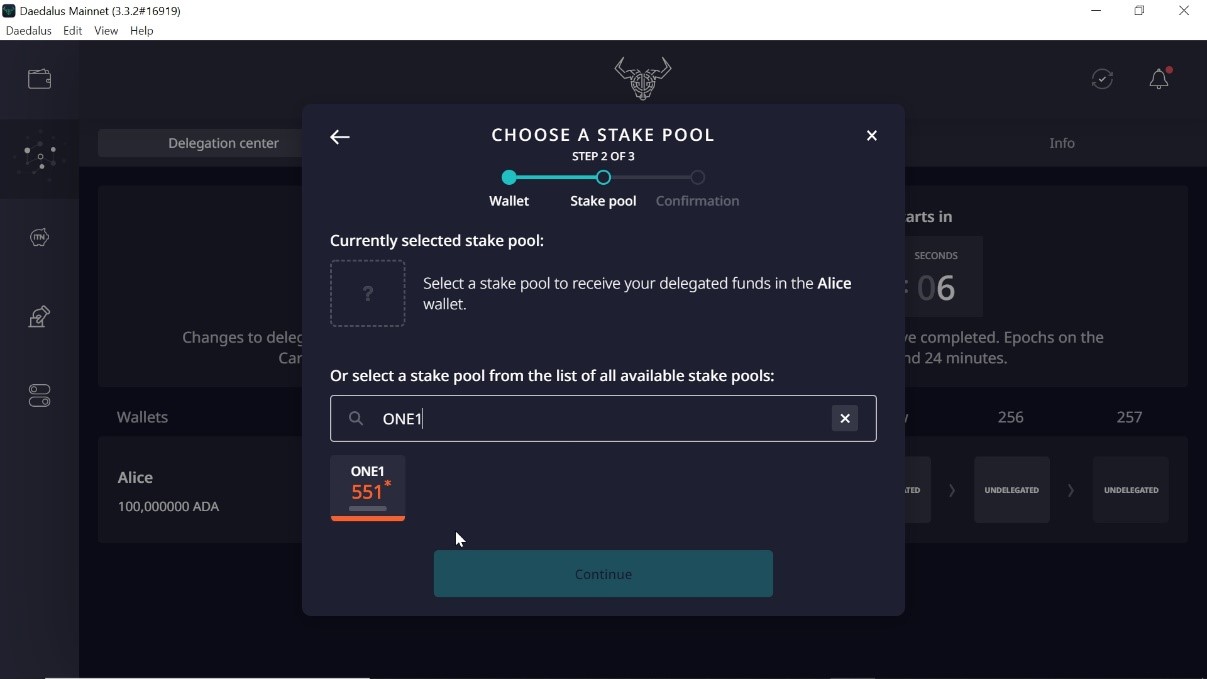 Daedalus Mainnet (3.3.2#16919)
Daedalus Edit View Help
Delegation center
Info
CHOOSE A STAKE POOL
STEP 2 OF 3
Wallet Stake pool Confirmation
Currently selected stake pool:
?
Select a stake pool to receive your delegated funds in the Alice
wallet.
arts in
SECONDS
: 06
Changes to deleg
Car
ve completed. Epochs on the
nd 24 minutes.
Or select a stake pool from the list of all available stake pools:
ONE1
ONE1
551*
Continue
Wallets
256 257
Alice
100,000000 ADA
UNDELEGATED
UNDELEGATED
ITN